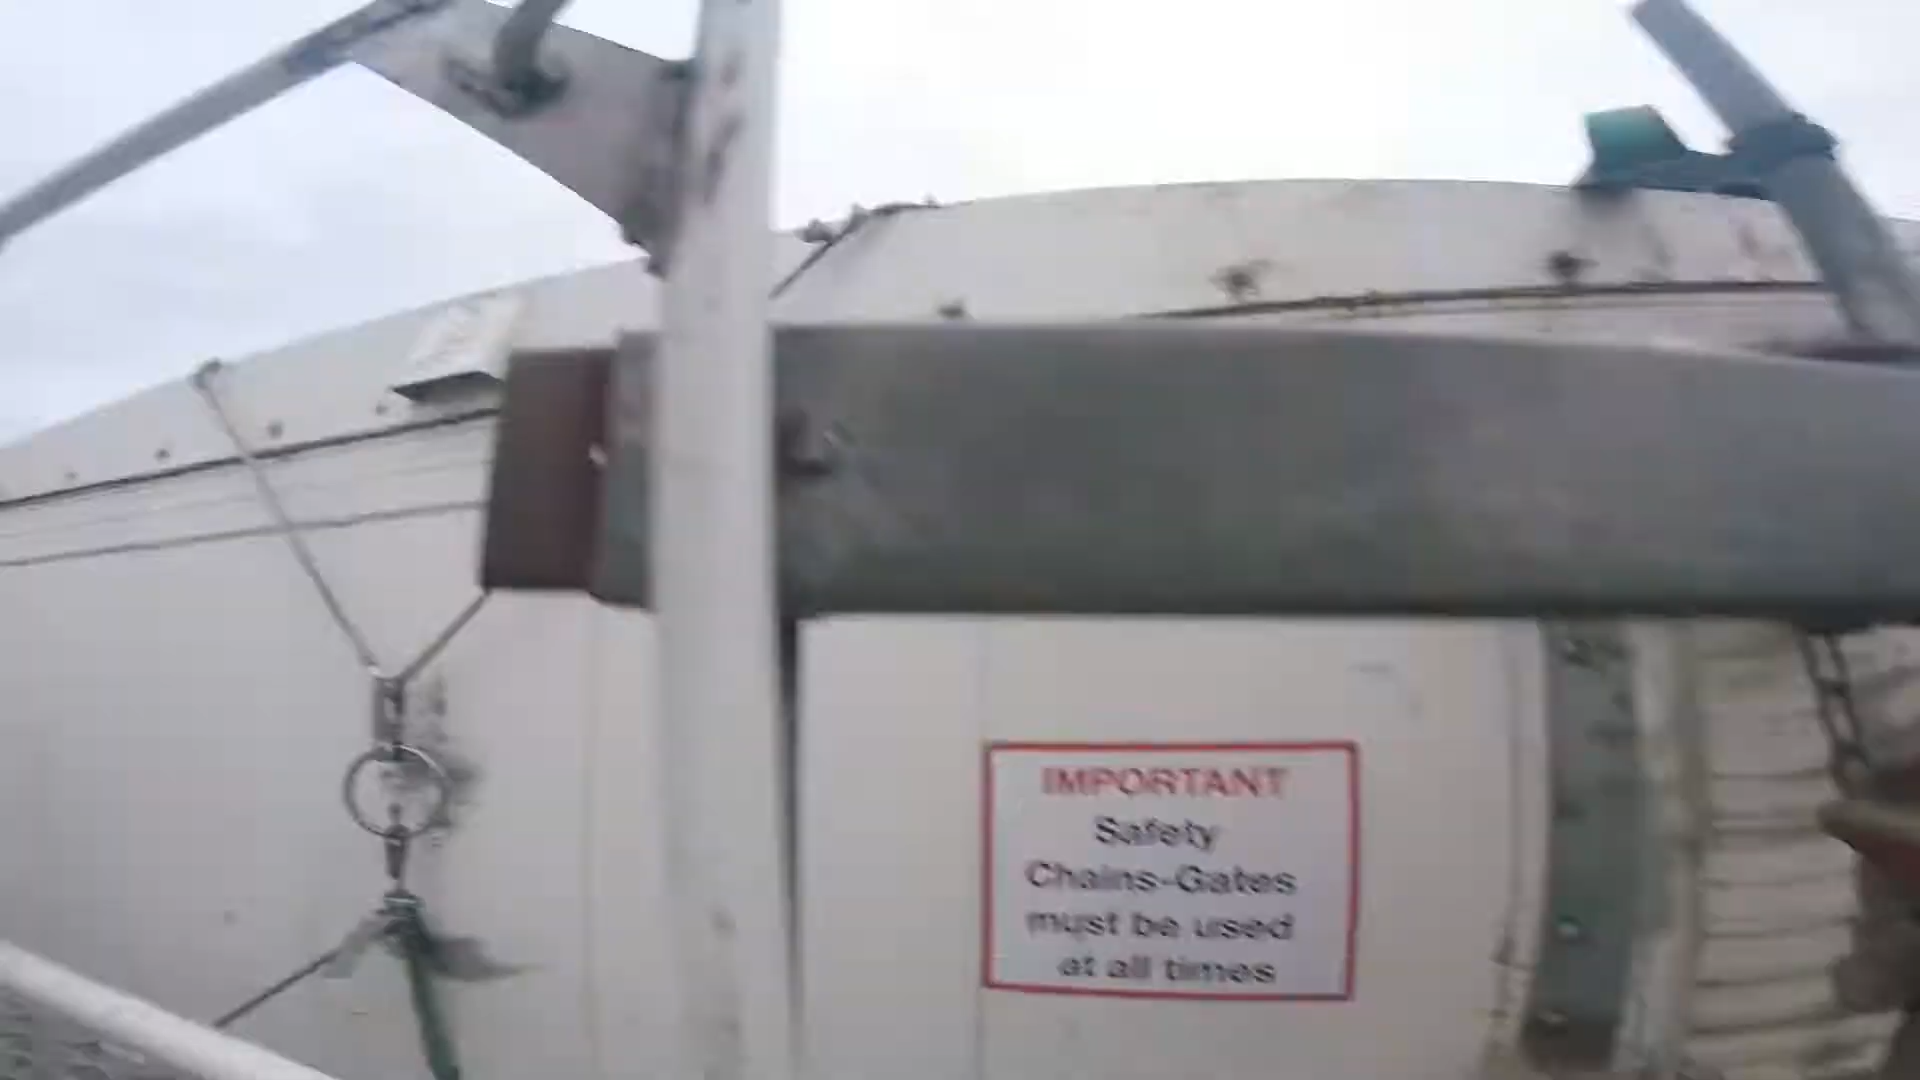 IMPORTANT
Safety
Chains-Gates
must be used
at all times